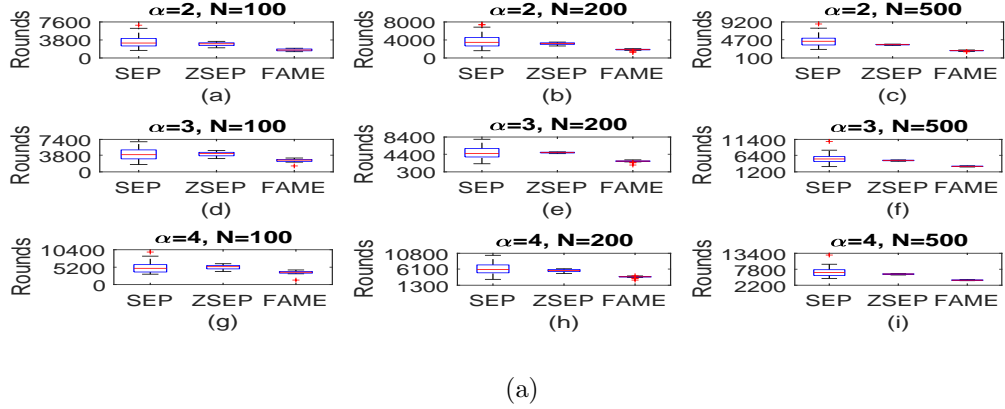 α=2, N=100
7600
3800
0
Rounds
SEP ZSEP FAME
(a)
α=2, N=200
8000
4000
0
Rounds
SEP ZSEP FAME
(b)
α=2, N=500
9200
4700
100
Rounds
SEP ZSEP FAME
(c)
α=3, N=100
7400
3800
0
Rounds
SEP ZSEP FAME
(d)
α=3, N=200
8400
4400
300
Rounds
SEP ZSEP FAME
(e)
α=3, N=500
11400
6400
1200
Rounds
SEP ZSEP FAME
(f)
α=4, N=100
10400
5200
0
Rounds
SEP ZSEP FAME
(g)
α=4, N=200
10800
6100
1300
Rounds
SEP ZSEP FAME
(h)
α=4, N=500
13400
7800
2200
Rounds
SEP ZSEP FAME
(i)
(a)